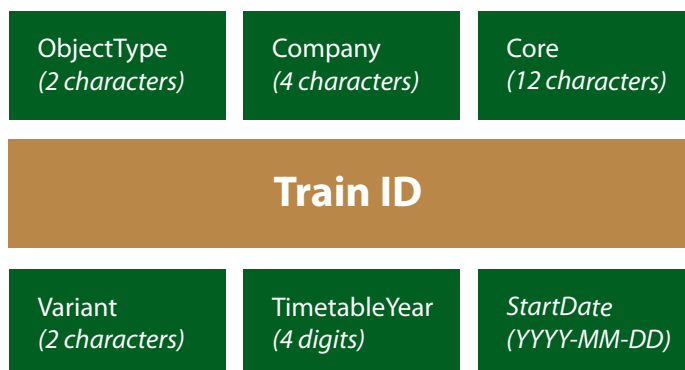 ObjectType
(2 characters)
Company
(4 characters)
Core
(12 characters)
Train ID
Variant
(2 characters)
TimetableYear
(4 digits)
StartDate
(YYYY-MM-DD)